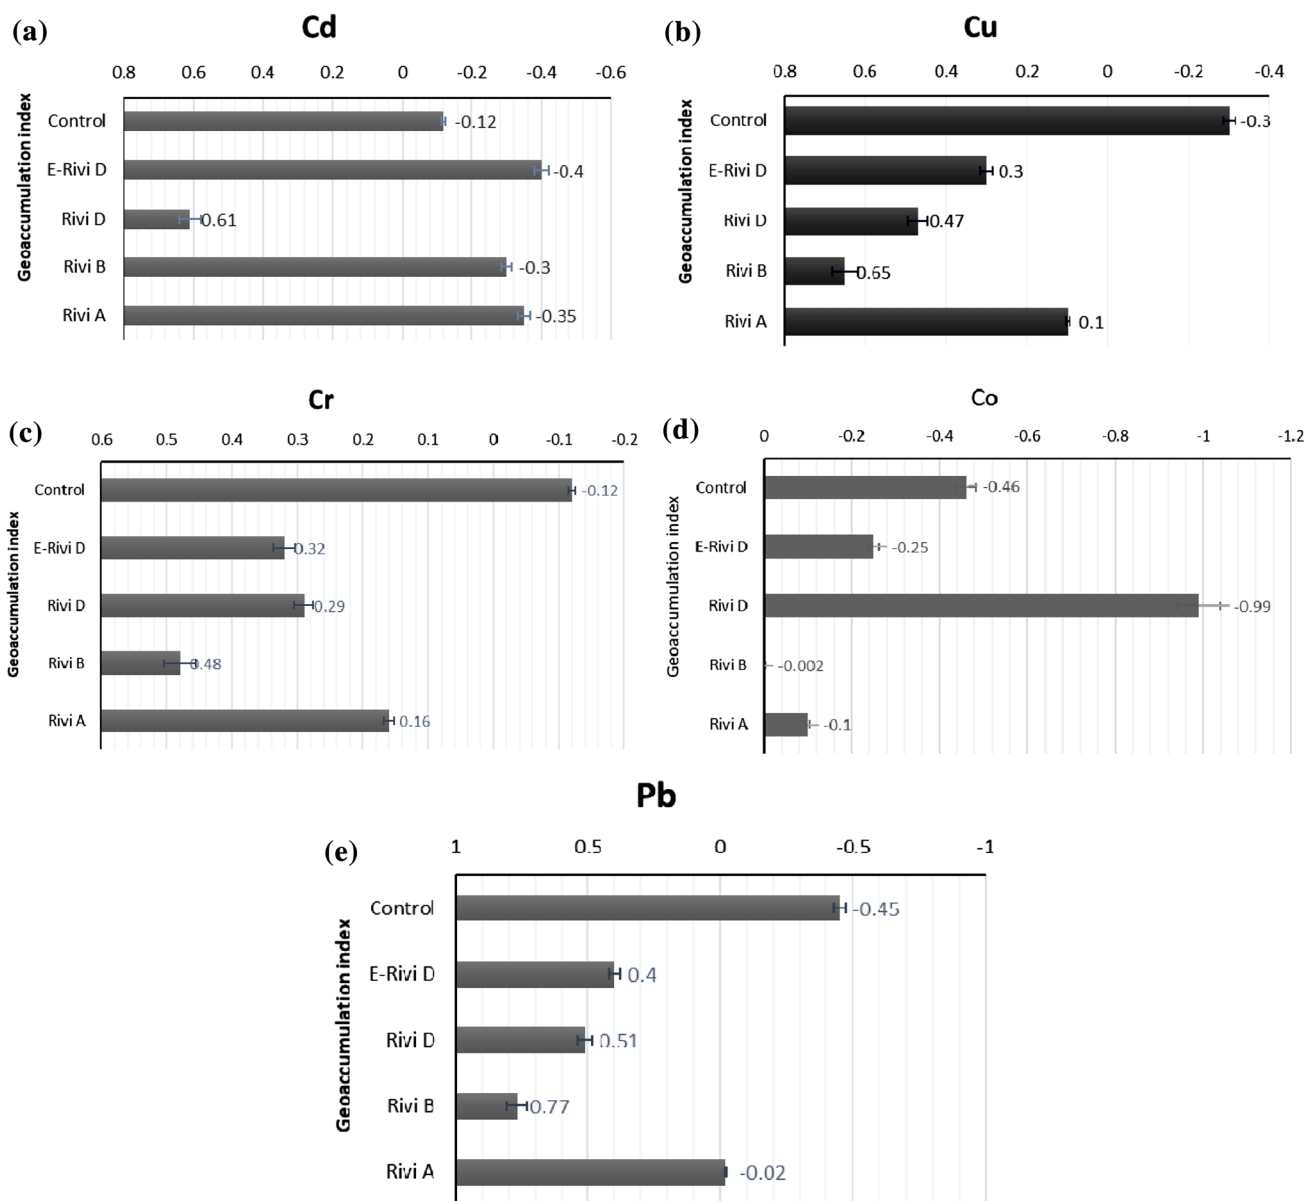 (a)
Cd
0.8 0.6 0.4 0.2 0 -0.2 -0.4 -0.6
Geoaccumulation index
Control -0.12
E-Rivi D -0.4
Rivi D 0.61
Rivi B -0.3
Rivi A -0.35
(b)
Cu
0.8 0.6 0.4 0.2 0 -0.2 -0.4
Geoaccumulation index
Control -0.3
E-Rivi D 0.3
Rivi D 0.47
Rivi B 0.65
Rivi A 0.1
(c)
Cr
0.6 0.5 0.4 0.3 0.2 0.1 0 -0.1 -0.2
Geoaccumulation index
Control -0.12
E-Rivi D 0.32
Rivi D 0.29
Rivi B 0.48
Rivi A 0.16
(d)
Co
0 -0.2 -0.4 -0.6 -0.8 -1 -1.2
Geoaccumulation index
Control -0.46
E-Rivi D -0.25
Rivi D -0.99
Rivi B -0.002
Rivi A -0.1
(e)
Pb
1 0.5 0 -0.5 -1
Geoaccumulation index
Control -0.45
E-Rivi D 0.4
Rivi D 0.51
Rivi B 0.77
Rivi A -0.02